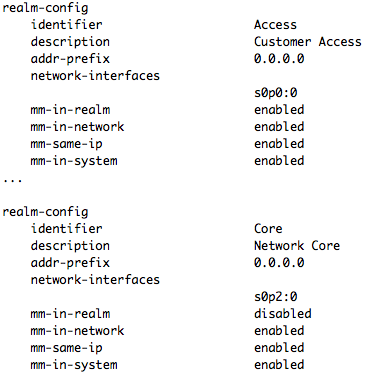 realm-config
    identifier                    Access
    description                   Customer Access
    addr-prefix                   0.0.0.0
    network-interfaces
                                  s0p0:0
    mm-in-realm                   enabled
    mm-in-network                 enabled
    mm-same-ip                    enabled
    mm-in-system                  enabled
...
realm-config
    identifier                    Core
    description                   Network Core
    addr-prefix                   0.0.0.0
    network-interfaces
                                  s0p2:0
    mm-in-realm                   disabled
    mm-in-network                 enabled
    mm-same-ip                    enabled
    mm-in-system                  enabled